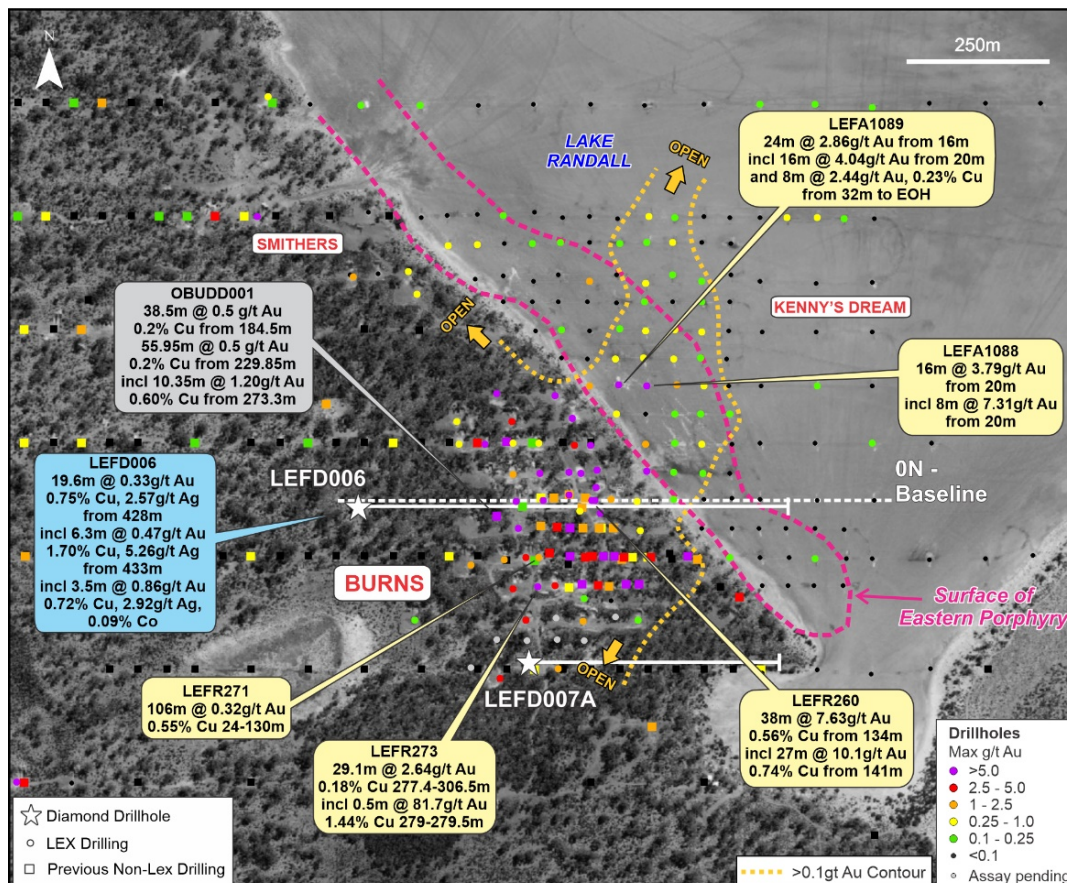 N
250m
LAKE
RANDALL
OPEN
LEFA1089
24m @ 2.86g/t Au from 16m
incl 16m @ 4.04g/t Au from 20m
and 8m @ 2.44g/t Au, 0.23% Cu
from 32m to EOH
SMITHERS
OBUDD001
38.5m @ 0.5 g/t Au
0.2% Cu from 184.5m
55.95m @ 0.5 g/t Au
0.2% Cu from 229.85m
incl 10.35m @ 1.20g/t Au
0.60% Cu from 273.3m
OPEN
KENNY'S DREAM
LEFA1088
16m @ 3.79g/t Au
from 20m
incl 8m @ 7.31g/t Au
from 20m
LEFD006
19.6m @ 0.33g/t Au
0.75% Cu, 2.57g/t Ag
from 428m
incl 6.3m @ 0.47g/t Au
1.70% Cu, 5.26g/t Ag
from 433m
incl 3.5m @ 0.86g/t Au
0.72% Cu, 2.92g/t Ag,
0.09% Co
LEFD006
0N -
Baseline
BURNS
Surface of
Eastern Porphyry
OPEN
LEFD007A
LEFR271
106m @ 0.32g/t Au
0.55% Cu 24-130m
LEFR273
29.1m @ 2.64g/t Au
0.18% Cu 277.4-306.5m
incl 0.5m @ 81.7g/t Au
1.44% Cu 279-279.5m
LEFR260
38m @ 7.63g/t Au
0.56% Cu from 134m
incl 27m @ 10.1g/t Au
0.74% Cu from 141m
Diamond Drillhole
LEX Drilling
Previous Non-Lex Drilling
>0.1gt Au Contour
Drillholes
Max g/t Au
>5.0
2.5 - 5.0
1 - 2.5
0.25 - 1.0
0.1 - 0.25
<0.1
Assay pending